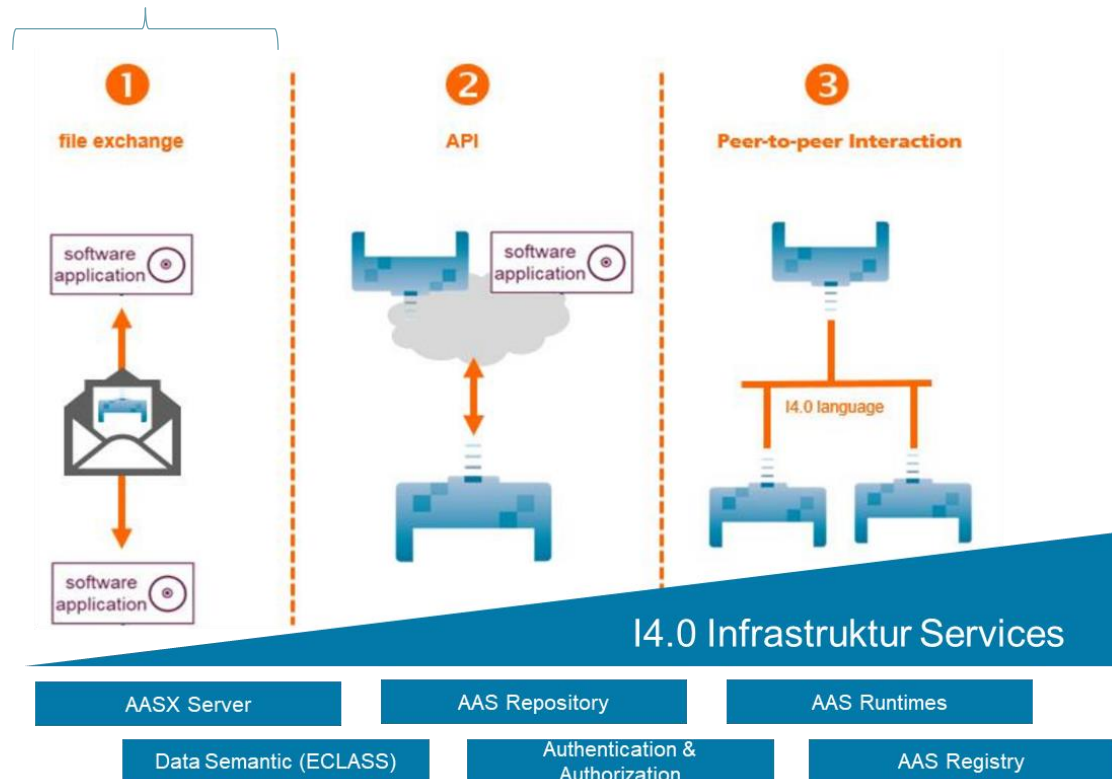 1
file exchange
software
application
software
application
2
API
software
application
3
Peer-to-peer Interaction
I4.0 language
I4.0 Infrastruktur Services
AASX Server
AAS Repository
AAS Runtimes
Data Semantic (ECLASS)
Authentication &
Authorization
AAS Registry